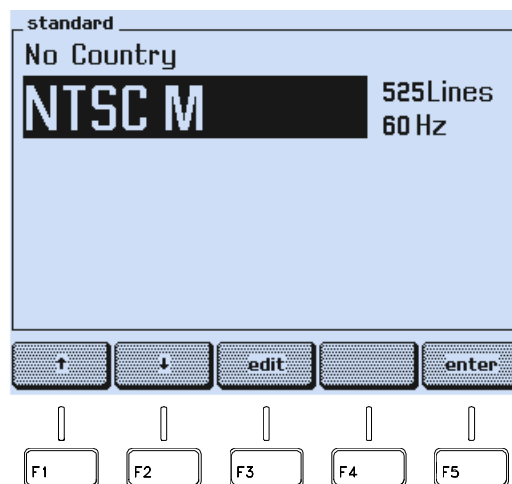 standard
No Country
NTSC M
525Lines
60 Hz
↑ ↓ edit enter
F1 F2 F3 F4 F5